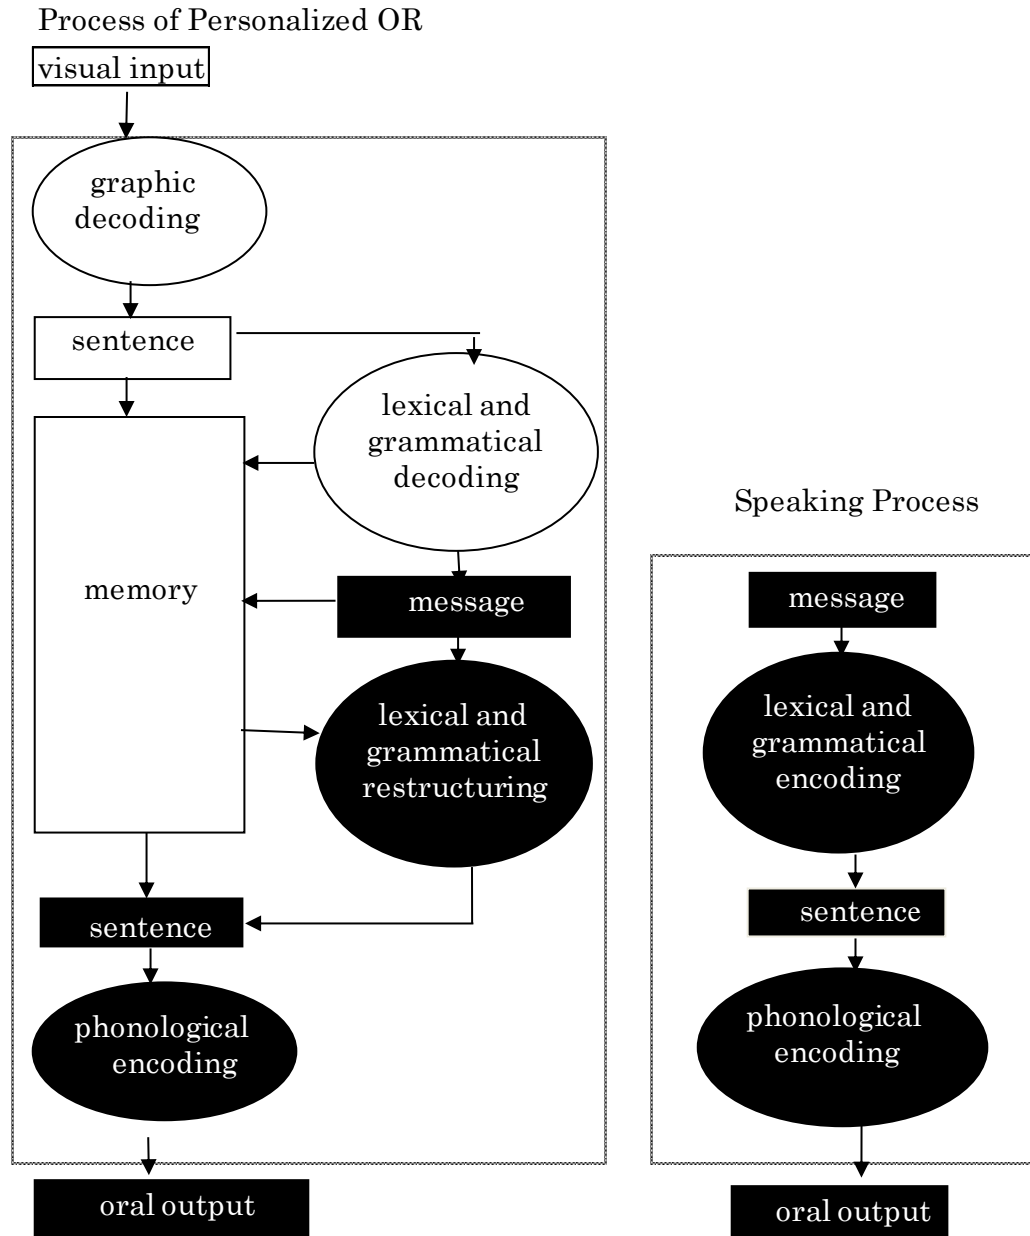 Process of Personalized OR
visual input
graphic
decoding
sentence
lexical and
grammatical
decoding
memory
message
lexical and
grammatical
restructuring
sentence
phonological
encoding
oral output
Speaking Process
message
lexical and
grammatical
encoding
sentence
phonological
encoding
oral output